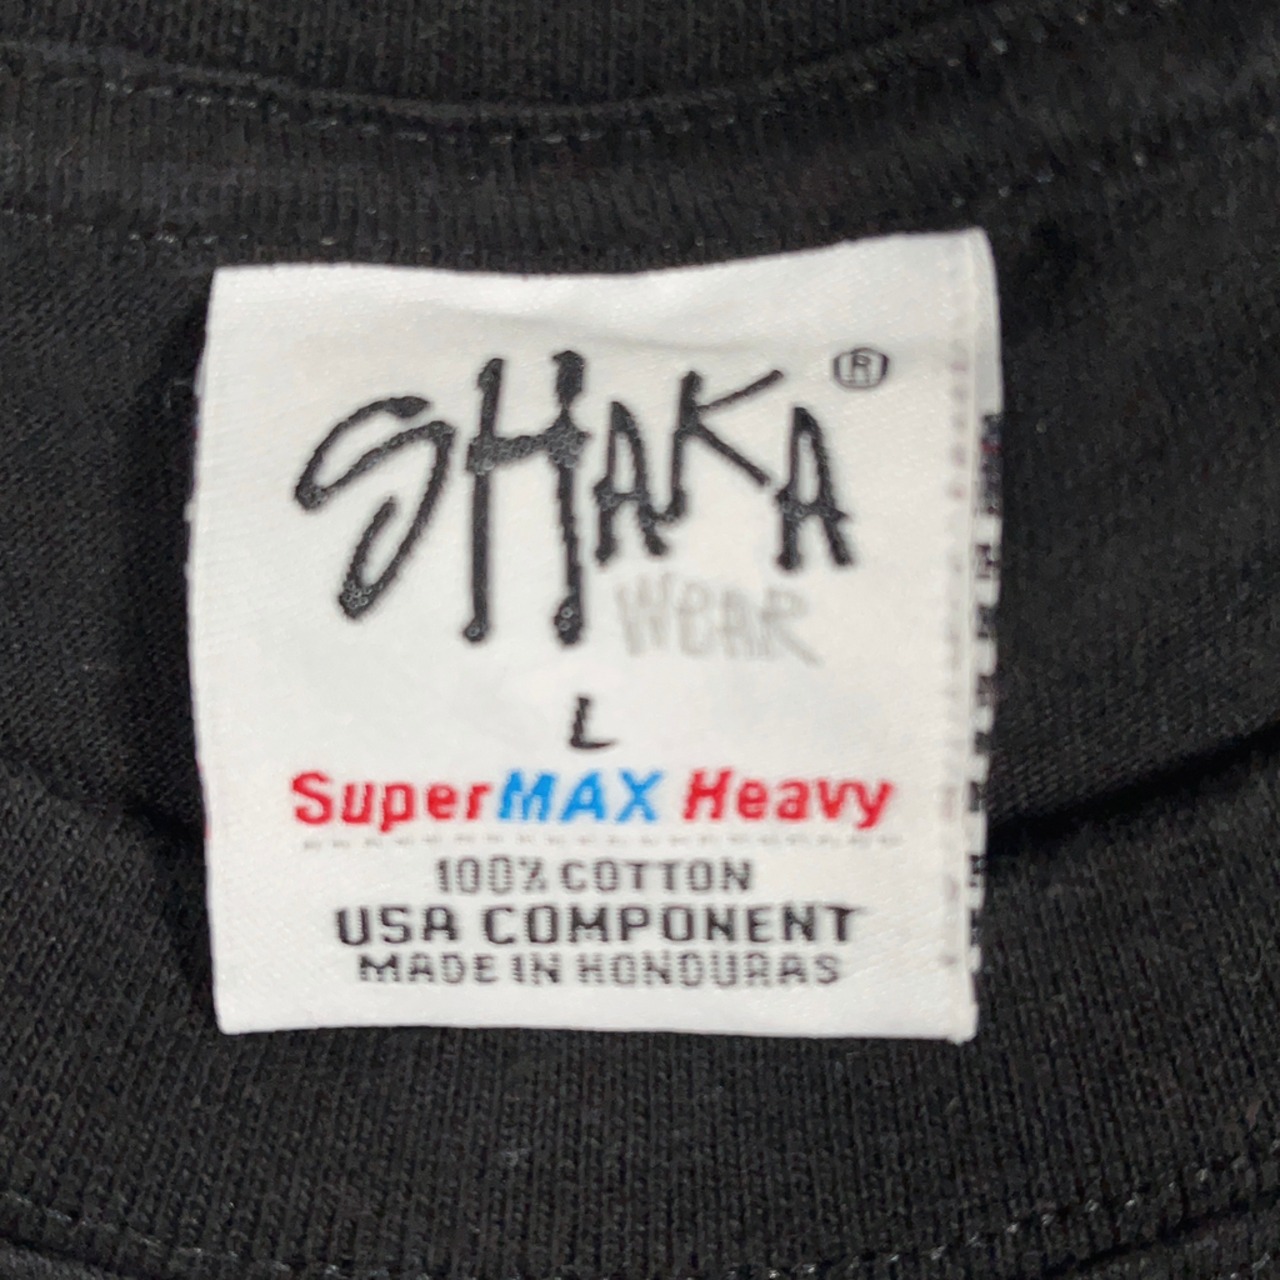 SHAKA ®
WEAR
L
SuperMAX Heavy
100% COTTON
USA COMPONENT
MADE IN HONDURAS